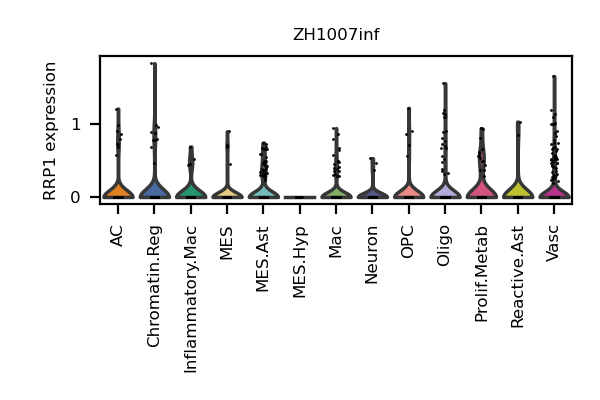 ZH1007inf
RRP1 expression
1
0
AC
Chromatin.Reg
Inflammatory.Mac
MES
MES.Ast
MES.Hyp
Mac
Neuron
OPC
Oligo
Prolif.Metab
Reactive.Ast
Vasc